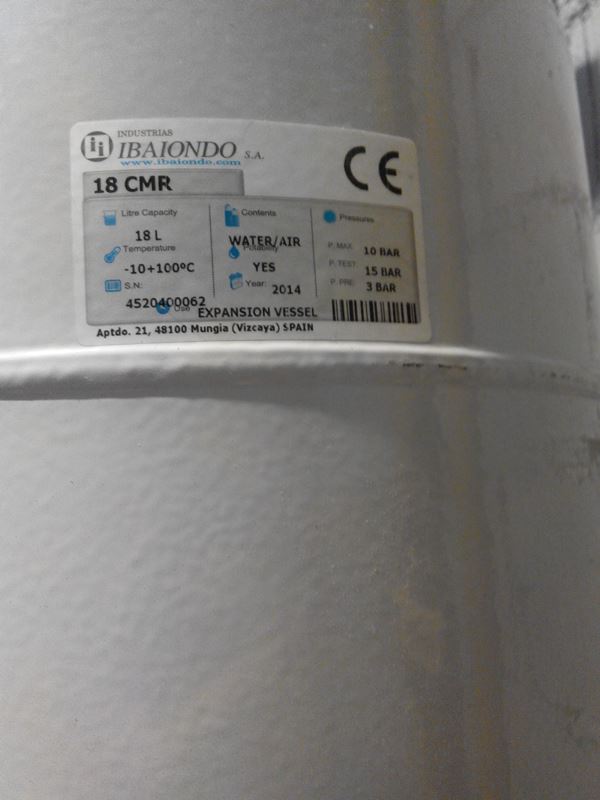 INDUSTRIAS
IBAIONDO S.A.
www.ibaiondo.com
CE
18 CMR
Litre Capacity
18 L
Temperature
-10+100ºC
S.N:
4520400062
Contents
WATER/AIR
Potability
YES
Year: 2014
Pressures
P. MAX: 10 BAR
P. TEST: 15 BAR
P. PRE: 3 BAR
Use EXPANSION VESSEL
Aptdo. 21, 48100 Mungia (Vizcaya) SPAIN